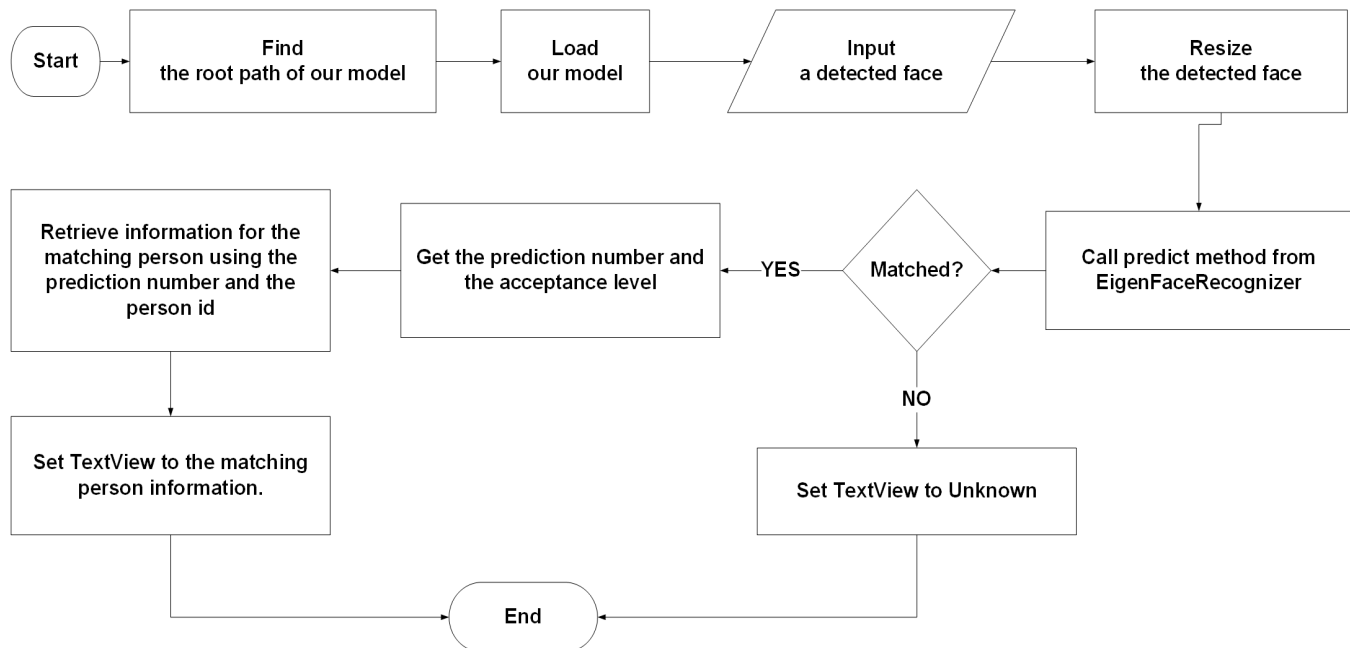 Start
Find
the root path of our model
Load
our model
Input
a detected face
Resize
the detected face
Call predict method from
EigenFaceRecognizer
Matched?
YES
Get the prediction number and
the acceptance level
Retrieve information for the
matching person using the
prediction number and the
person id
Set TextView to the matching
person information.
NO
Set TextView to Unknown
End